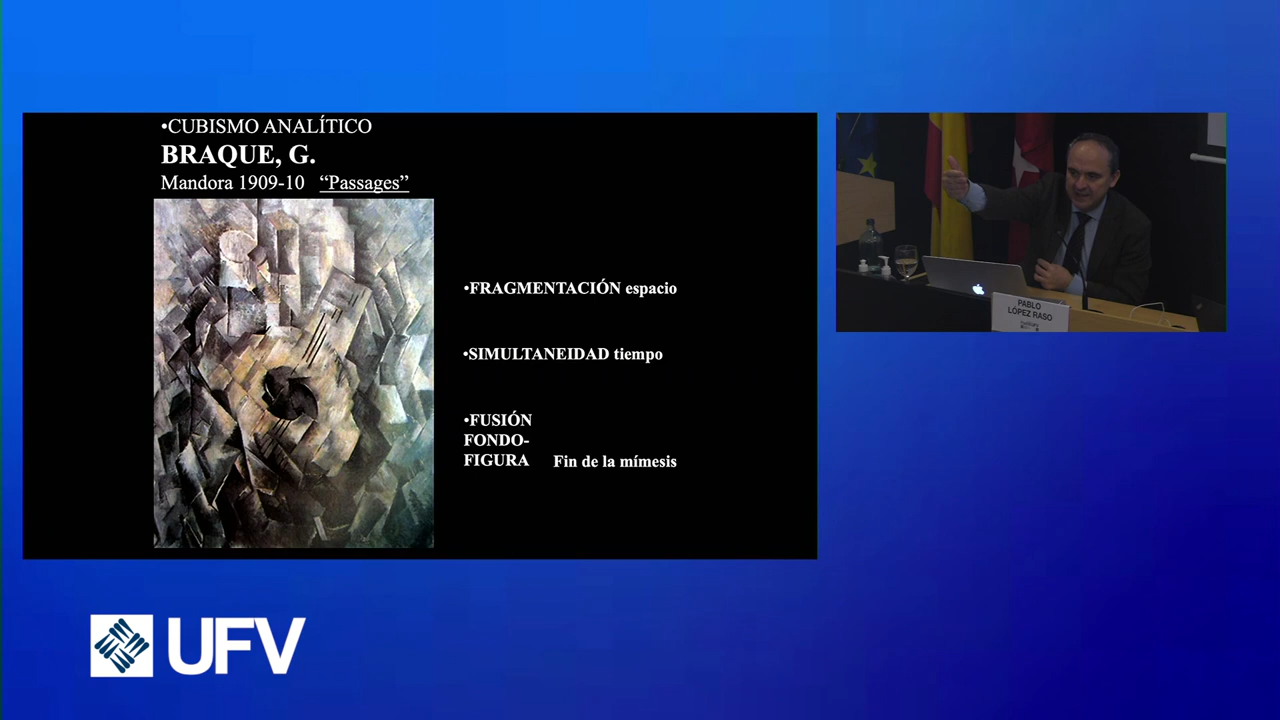 •CUBISMO ANALÍTICO
BRAQUE, G.
Mandora 1909-10 “Passages”
•FRAGMENTACIÓN espacio
•SIMULTANEIDAD tiempo
•FUSIÓN
FONDO-
FIGURA Fin de la mímesis
PABLO
LÓPEZ RASO
UFV